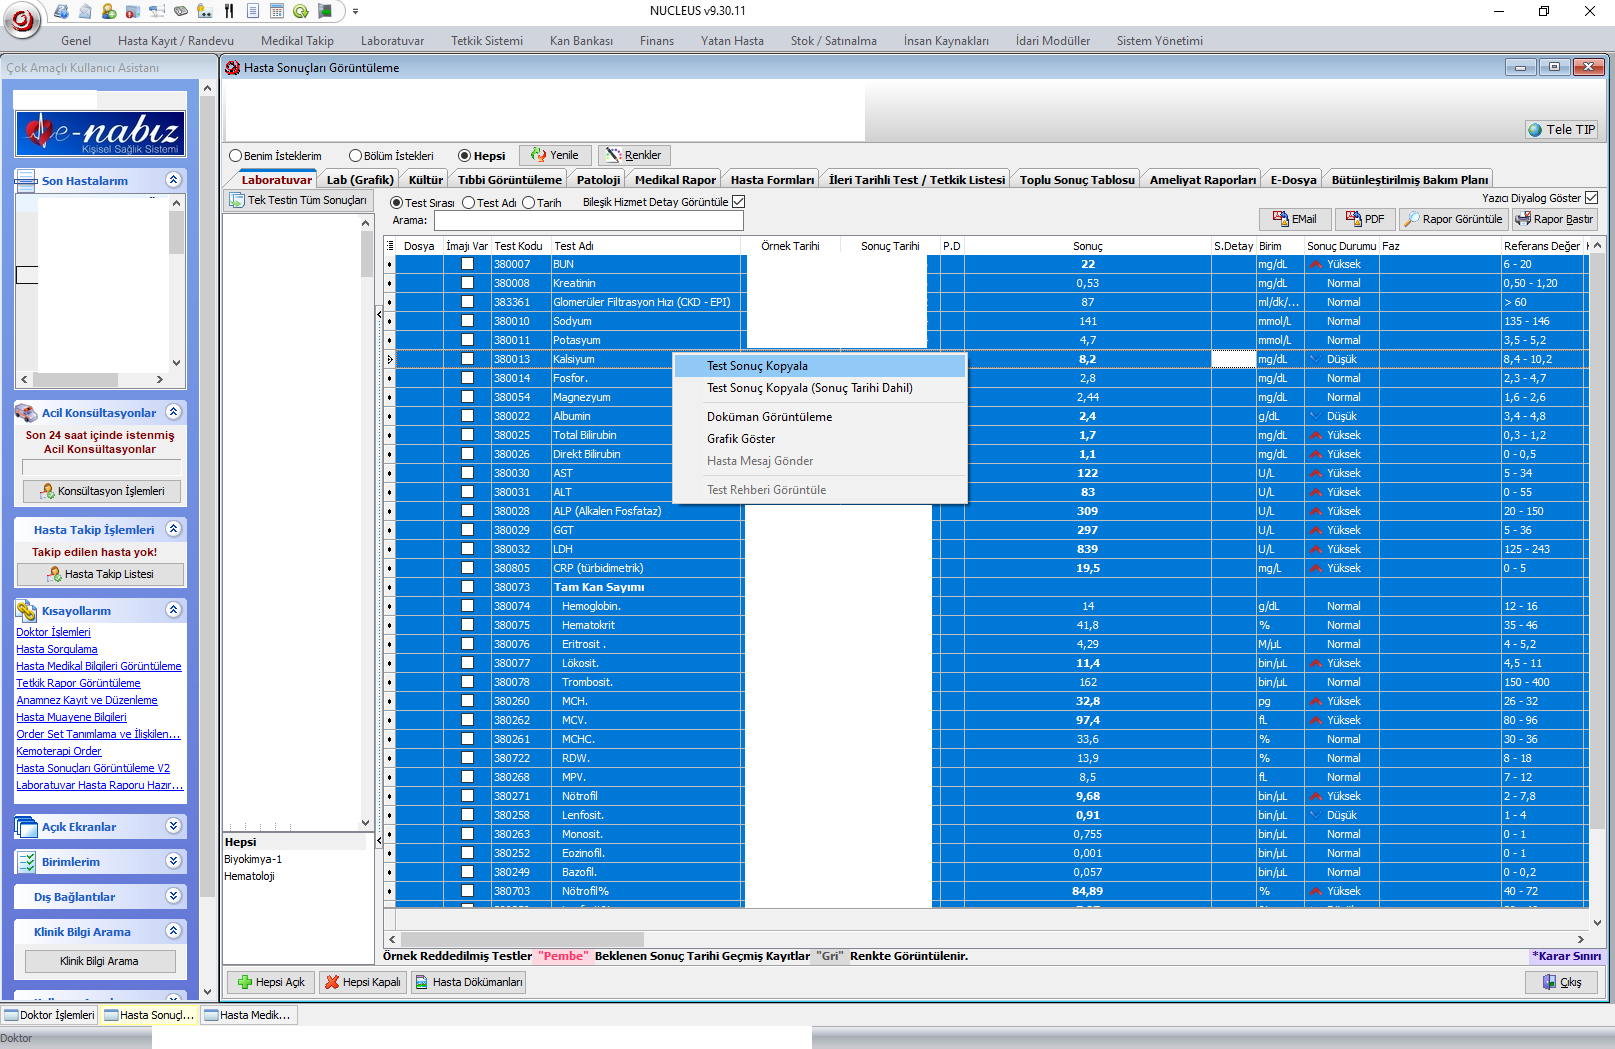 NUCLEUS v9.30.11
Genel Hasta Kayıt / Randevu Medikal Takip Laboratuvar Tetkik Sistemi Kan Bankası Finans Yatan Hasta Stok / Satınalma İnsan Kaynakları İdari Modüller Sistem Yönetimi
Çok Amaçlı Kullanıcı Asistanı
e-nabız
Kişisel Sağlık Sistemi
Son Hastalarım
Acil Konsültasyonlar
Son 24 saat içinde istenmiş
Acil Konsültasyonlar
Konsültasyon İşlemleri
Hasta Takip İşlemleri
Takip edilen hasta yok!
Hasta Takip Listesi
Kısayollarım
Doktor İşlemleri
Hasta Sorgulama
Hasta Medikal Bilgileri Görüntüleme
Tetkik Rapor Görüntüleme
Anamnez Kayıt ve Düzenleme
Hasta Muayene Bilgileri
Order Set Tanımlama ve İlişkilen...
Kemoterapi Order
Hasta Sonuçları Görüntüleme V2
Laboratuvar Hasta Raporu Hazır...
Açık Ekranlar
Birimlerim
Dış Bağlantılar
Klinik Bilgi Arama
Klinik Bilgi Arama
Hasta Sonuçları Görüntüleme
Tele TIP
Benim İsteklerim Bölüm İstekleri Hepsi Yenile Renkler
Laboratuvar Lab (Grafik) Kültür Tıbbi Görüntüleme Patoloji Medikal Rapor Hasta Formları İleri Tarihli Test / Tetkik Listesi Toplu Sonuç Tablosu Ameliyat Raporları E-Dosya Bütünleştirilmiş Bakım Planı
Tek Testin Tüm Sonuçları
Test Sırası Test Adı Tarih Bileşik Hizmet Detay Görüntüle
Yazıcı Diyalog Göster
Arama:
EMail PDF Rapor Görüntüle Rapor Bastır
Dosya İmajı Var Test Kodu Test Adı Örnek Tarihi Sonuç Tarihi P.D Sonuç S.Detay Birim Sonuç Durumu Faz Referans Değer
380007 BUN 22 mg/dL Yüksek 6 - 20
380008 Kreatinin 0,53 mg/dL Normal 0,50 - 1,20
383361 Glomerüler Filtrasyon Hızı (CKD - EPI) 87 ml/dk/... Normal > 60
380010 Sodyum 141 mmol/L Normal 135 - 146
380011 Potasyum 4,7 mmol/L Normal 3,5 - 5,2
380013 Kalsiyum 8,2 mg/dL Düşük 8,4 - 10,2
380014 Fosfor. 2,8 mg/dL Normal 2,3 - 4,7
380054 Magnezyum 2,44 mg/dL Normal 1,6 - 2,6
380022 Albumin 2,4 g/dL Düşük 3,4 - 4,8
380025 Total Bilirubin 1,7 mg/dL Yüksek 0,3 - 1,2
380026 Direkt Bilirubin 1,1 mg/dL Yüksek 0 - 0,5
380030 AST 122 U/L Yüksek 5 - 34
380031 ALT 83 U/L Yüksek 0 - 55
380028 ALP (Alkalen Fosfataz) 309 U/L Yüksek 20 - 150
380029 GGT 297 U/L Yüksek 5 - 36
380032 LDH 839 U/L Yüksek 125 - 243
380805 CRP (türbidimetrik) 19,5 mg/L Yüksek 0 - 5
380073 Tam Kan Sayımı
380074 Hemoglobin. 14 g/dL Normal 12 - 16
380075 Hematokrit 41,8 % Normal 35 - 46
380076 Eritrosit . 4,29 M/µL Normal 4 - 5,2
380077 Lökosit. 11,4 bin/µL Yüksek 4,5 - 11
380078 Trombosit. 162 bin/µL Normal 150 - 400
380260 MCH. 32,8 pg Yüksek 26 - 32
380262 MCV. 97,4 fL Yüksek 80 - 96
380261 MCHC. 33,6 % Normal 30 - 36
380722 RDW. 13,9 % Normal 8 - 18
380268 MPV. 8,5 fL Normal 7 - 12
380271 Nötrofil 9,68 bin/µL Yüksek 2 - 7,8
380258 Lenfosit. 0,91 bin/µL Düşük 1 - 4
380263 Monosit. 0,755 bin/µL Normal 0 - 1
380252 Eozinofil. 0,001 bin/µL Normal 0 - 1
380249 Bazofil. 0,057 bin/µL Normal 0 - 0,2
380703 Nötrofil% 84,89 % Yüksek 40 - 72
Test Sonuç Kopyala
Test Sonuç Kopyala (Sonuç Tarihi Dahil)
Doküman Görüntüleme
Grafik Göster
Hasta Mesaj Gönder
Test Rehberi Görüntüle
Hepsi
Biyokimya-1
Hematoloji
Örnek Reddedilmiş Testler "Pembe" Beklenen Sonuç Tarihi Geçmiş Kayıtlar "Gri" Renkte Görüntülenir.
*Karar Sınırı
Hepsi Açık Hepsi Kapalı Hasta Dökümanları Çıkış
Doktor İşlemleri Hasta Sonuçl... Hasta Medik...
Doktor